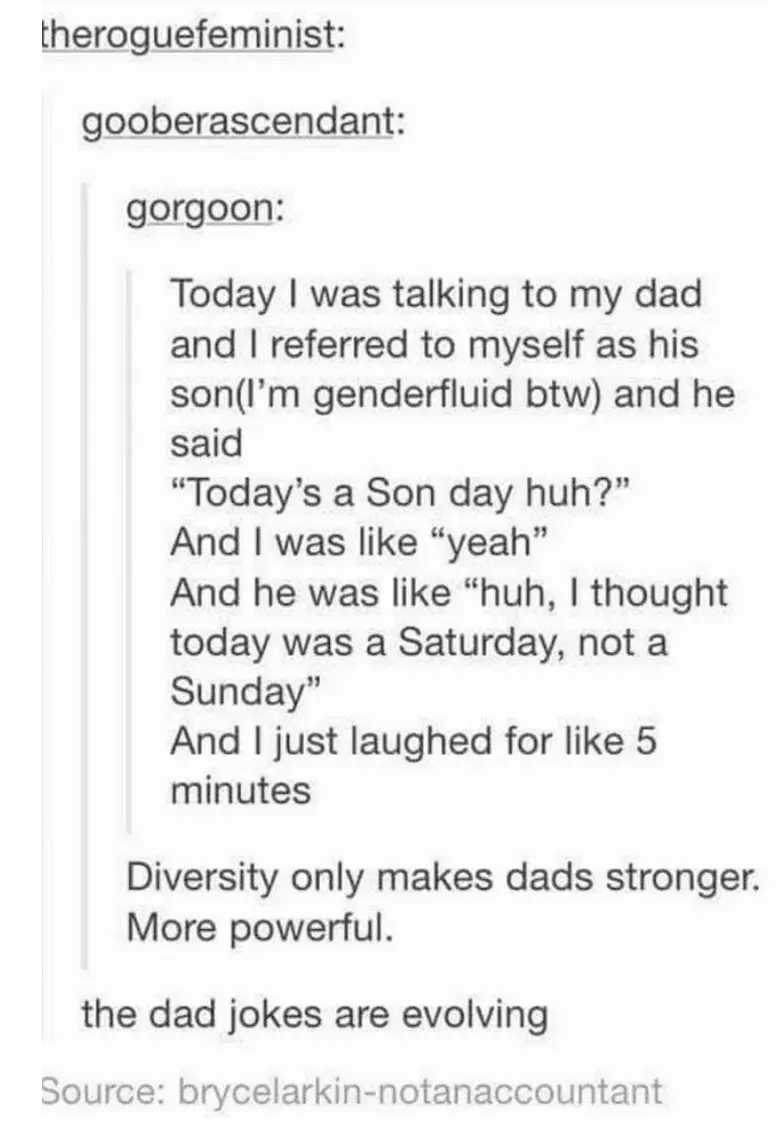 theroguefeminist:
gooberascendant:
gorgoon:
Today I was talking to my dad
and I referred to myself as his
son(I'm genderfluid btw) and he
said
“Today's a Son day huh?”
And I was like “yeah”
And he was like “huh, I thought
today was a Saturday, not a
Sunday”
And I just laughed for like 5
minutes
Diversity only makes dads stronger.
More powerful.
the dad jokes are evolving
Source: brycelarkin-notanaccountant